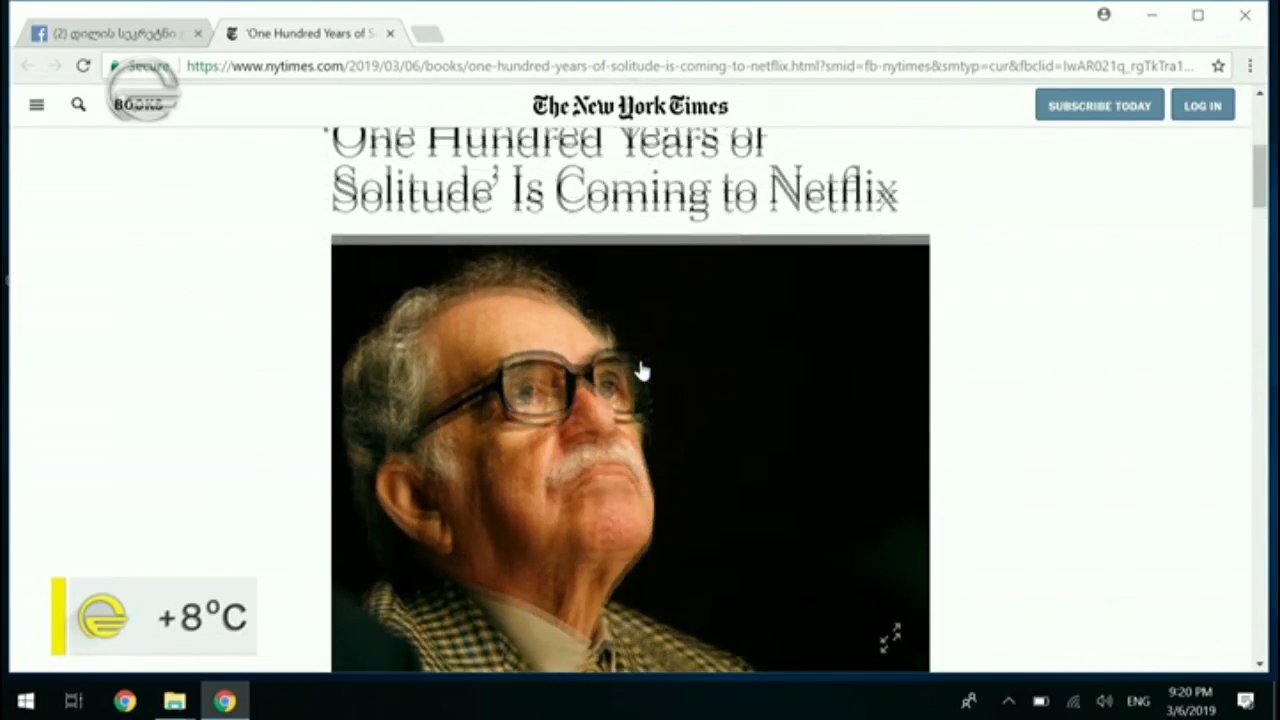 (2) დილის სეკრეტნი
'One Hundred Years of S
Secure
https://www.nytimes.com/2019/03/06/books/one-hundred-years-of-solitude-is-coming-to-netflix.html?smid=fb-nytimes&smtyp=cur&fbclid=IwAR021q_rgTkTra1...
BOOKS
The New York Times
SUBSCRIBE TODAY
LOG IN
'One Hundred Years of
Solitude' Is Coming to Netflix
+8°C
ENG
9:20 PM
3/6/2019